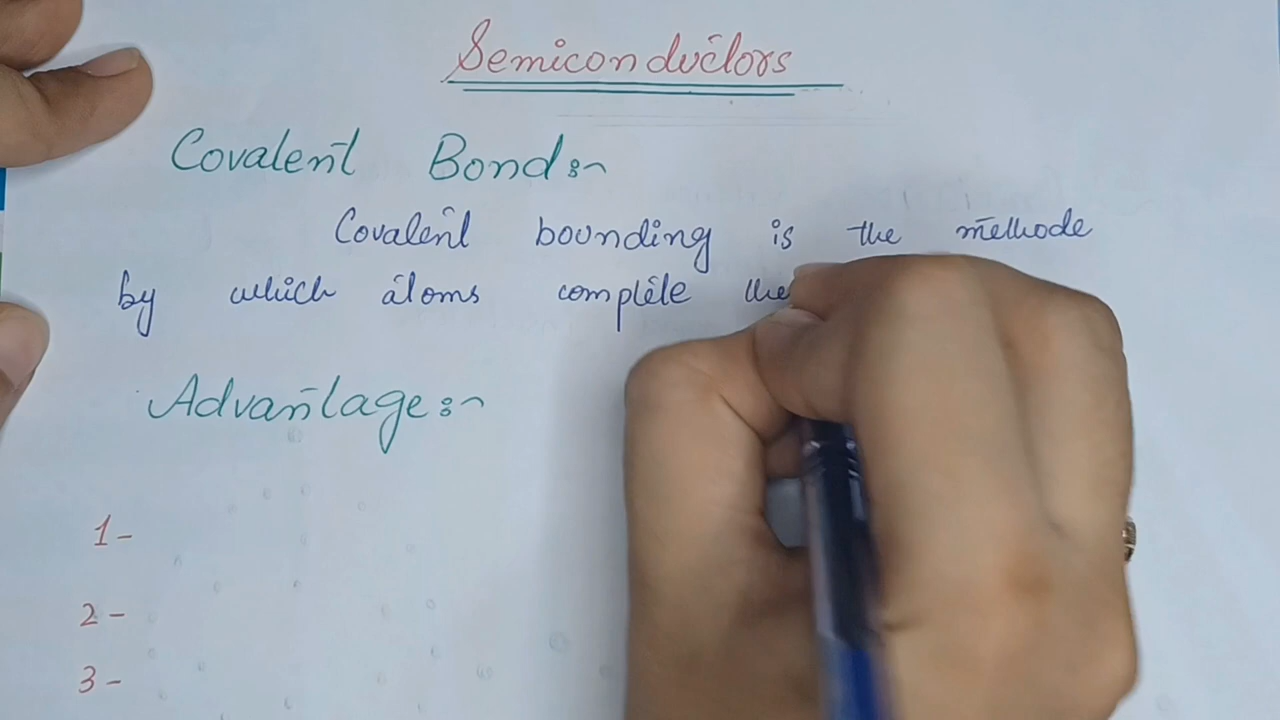 Semiconductors
Covalent Bond:~
Covalent bounding is the methode
by which atoms complete the
Advantage:~
1-
2-
3-